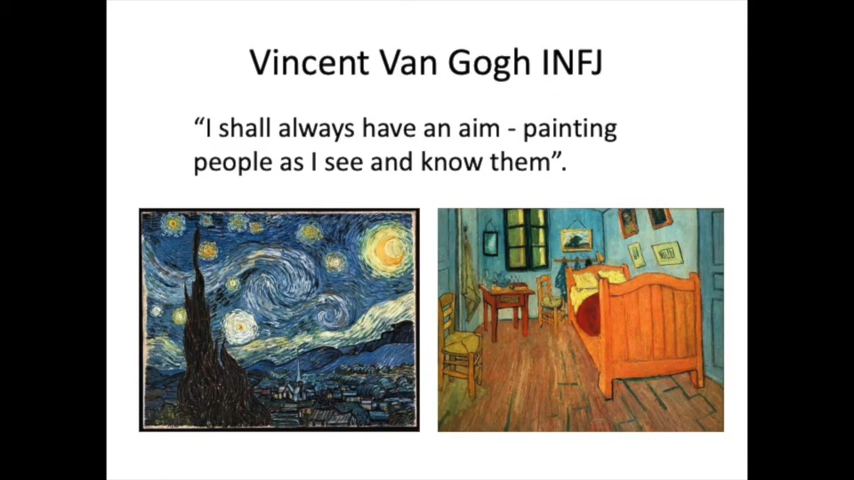 Vincent Van Gogh INFJ
“I shall always have an aim - painting
people as I see and know them”.